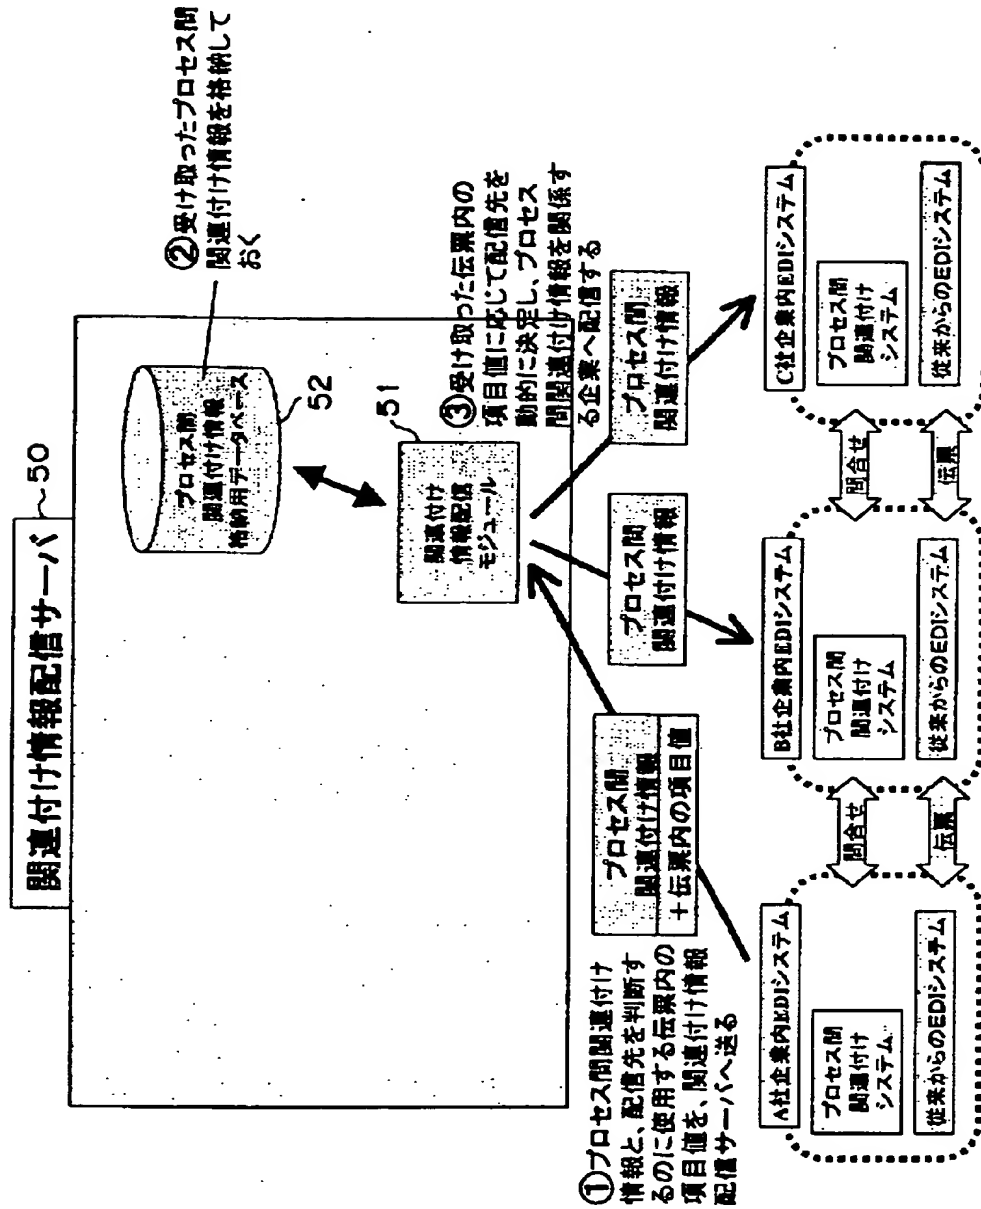 関連付け情報配信サーバ
50
プロセス間
関連付け情報
格納用データベース
52
②受け取ったプロセス間
関連付け情報を格納して
おく
関連付け
情報配信
モジュール
51
③受け取った伝票内の
項目値に応じて配信先を
動的に決定し、プロセス
間関連付け情報を関係す
る企業へ配信する
①プロセス間関連付け
情報と、配信先を判断す
るのに使用する伝票内の
項目値を、関連付け情報
配信サーバへ送る
プロセス間
関連付け情報
＋伝票内の項目値
プロセス間
関連付け情報
プロセス間
関連付け情報
A社企業内EDIシステム
プロセス間
関連付け
システム
従来からのEDIシステム
問合せ
伝票
B社企業内EDIシステム
プロセス間
関連付け
システム
従来からのEDIシステム
問合せ
伝票
C社企業内EDIシステム
プロセス間
関連付け
システム
従来からのEDIシステム